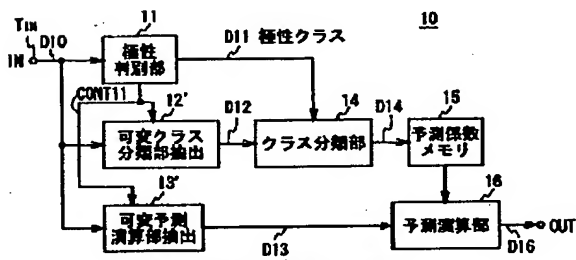 TIN
IN
D10
11
極性
判別部
D11 極性クラス
10
CONT11
12'
可変クラス
分類部抽出
D12
14
クラス分類部
D14
15
予測係数
メモリ
13'
可変予測
演算部抽出
D13
16
予測演算部
D16
OUT